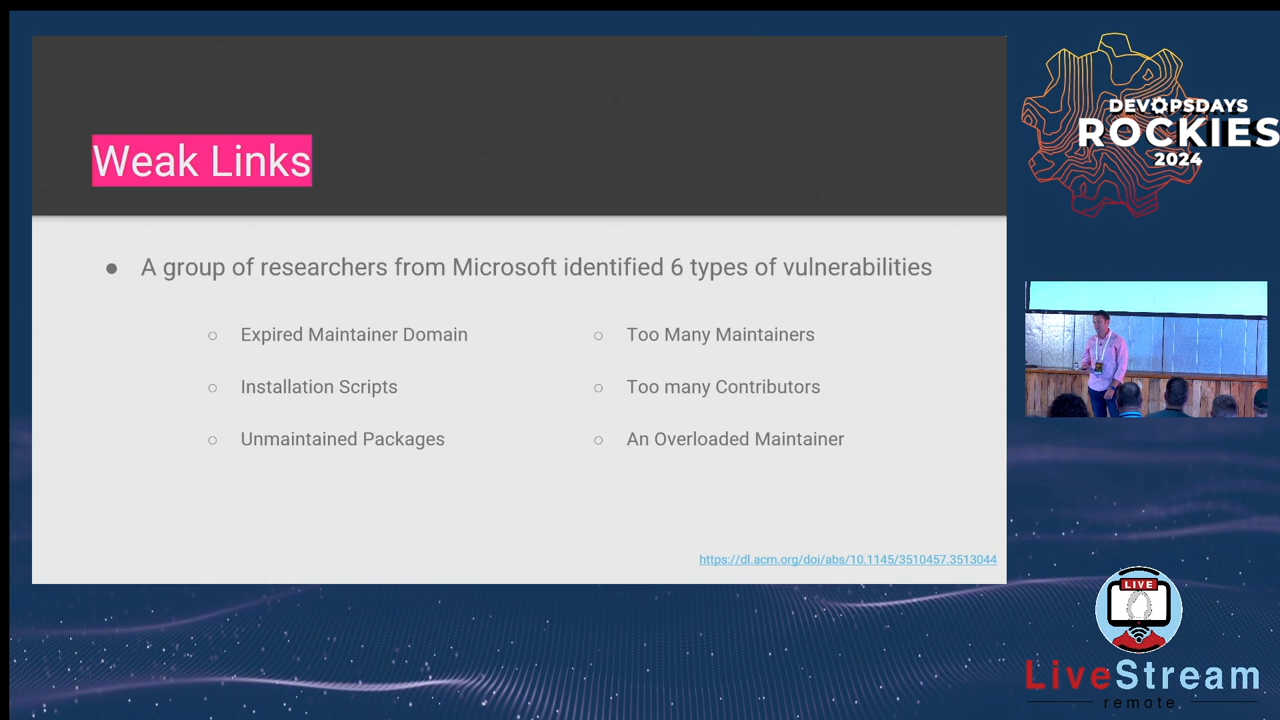 Weak Links
A group of researchers from Microsoft identified 6 types of vulnerabilities
Expired Maintainer Domain
Installation Scripts
Unmaintained Packages
Too Many Maintainers
Too many Contributors
An Overloaded Maintainer
https://dl.acm.org/doi/abs/10.1145/3510457.3513044
DEVOPSDAYS
ROCKIES
2024
LIVE
LiveStream
remote